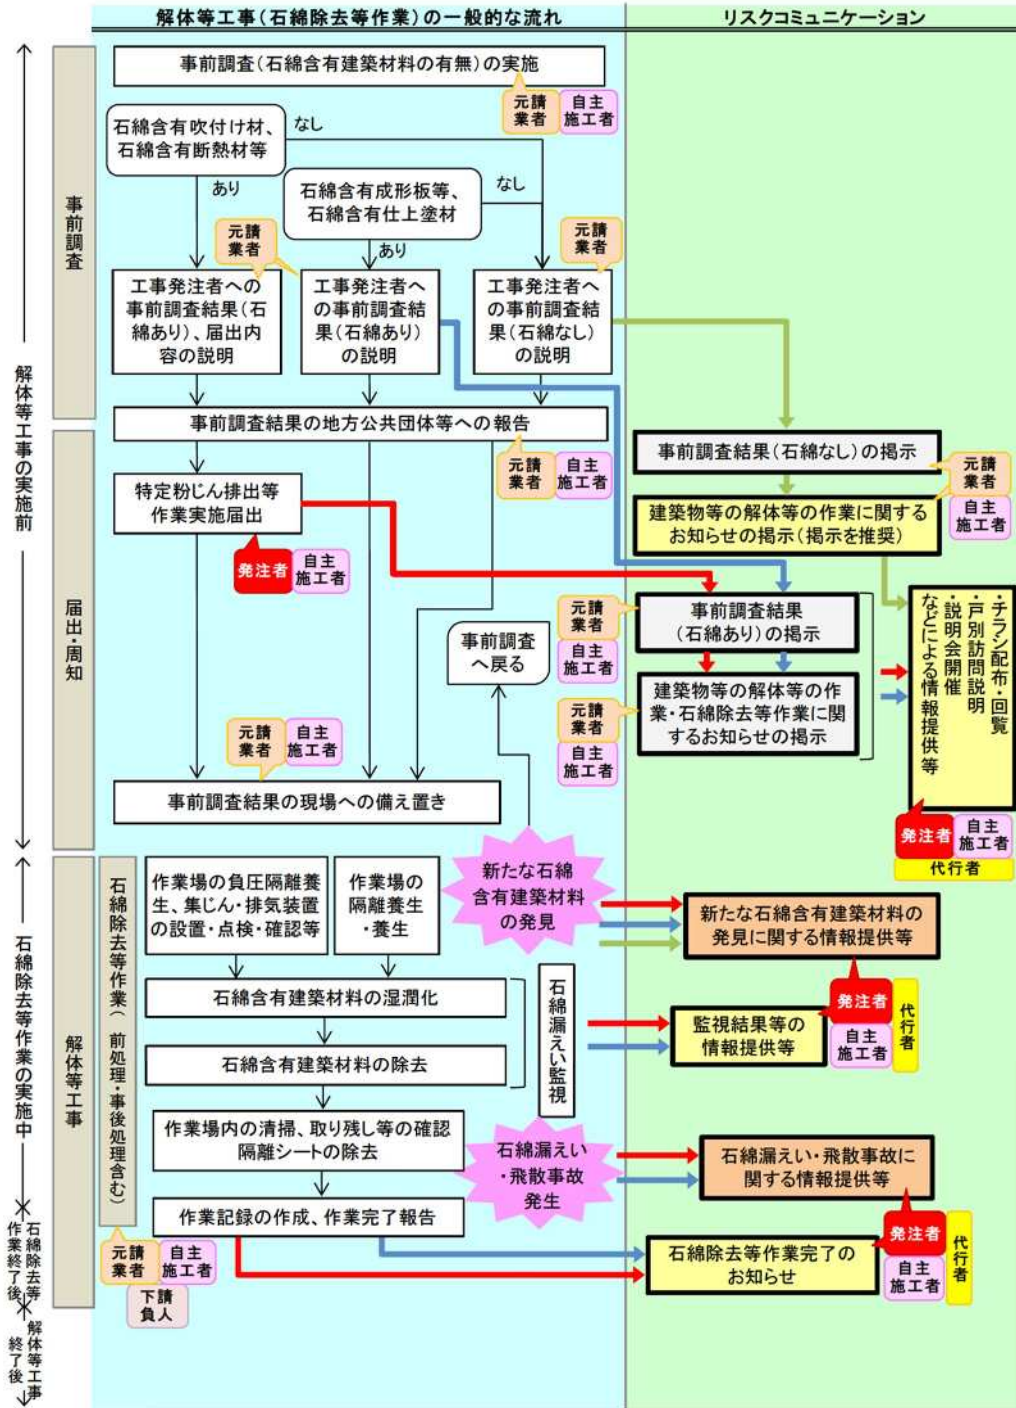 解体等工事(石綿除去等作業)の一般的な流れ
リスクコミュニケーション
解体等工事の実施前
事前調査
事前調査(石綿含有建築材料の有無)の実施
元請
業者
自主
施工者
石綿含有吹付け材、
石綿含有断熱材等
なし
あり
石綿含有成形板等、
石綿含有仕上塗材
なし
あり
元請
業者
元請
業者
工事発注者への
事前調査結果(石
綿あり)、届出内
容の説明
工事発注者へ
の事前調査結
果(石綿あり)
の説明
工事発注者へ
の事前調査結
果(石綿なし)
の説明
事前調査結果の地方公共団体等への報告
元請
業者
自主
施工者
届出・周知
特定粉じん排出等
作業実施届出
発注者
自主
施工者
事前調査結果(石綿なし)の掲示
元請
業者
自主
施工者
建築物等の解体等の作業に関する
お知らせの掲示(掲示を推奨)
事前調査
へ戻る
元請
業者
自主
施工者
事前調査結果
(石綿あり)の掲示
元請
業者
自主
施工者
建築物等の解体等の作
業・石綿除去等作業に関
するお知らせの掲示
・チラシ配布・回覧
・戸別訪問説明
・説明会開催
などによる情報提供等
発注者
自主
施工者
代行者
元請
業者
自主
施工者
事前調査結果の現場への備え置き
石綿除去等作業の実施中
解体等工事
石綿除去等作業(前処理・事後処理含む)
作業場の負圧隔離養
生、集じん・排気装置
の設置・点検・確認等
作業場の
隔離養生
・養生
新たな石綿
含有建築材料
の発見
新たな石綿含有建築材料の
発見に関する情報提供等
石綿含有建築材料の湿潤化
石綿含有建築材料の除去
石綿漏えい監視
監視結果等の
情報提供等
発注者
自主
施工者
代行者
作業場内の清掃、取り残し等の確認
隔離シートの除去
石綿漏えい
・飛散事故
発生
石綿漏えい・飛散事故に
関する情報提供等
作業記録の作成、作業完了報告
石綿除去等作業完了の
お知らせ
発注者
自主
施工者
代行者
元請
業者
自主
施工者
下請
負人
石綿除去等
作業終了後
解体等工事
終了後